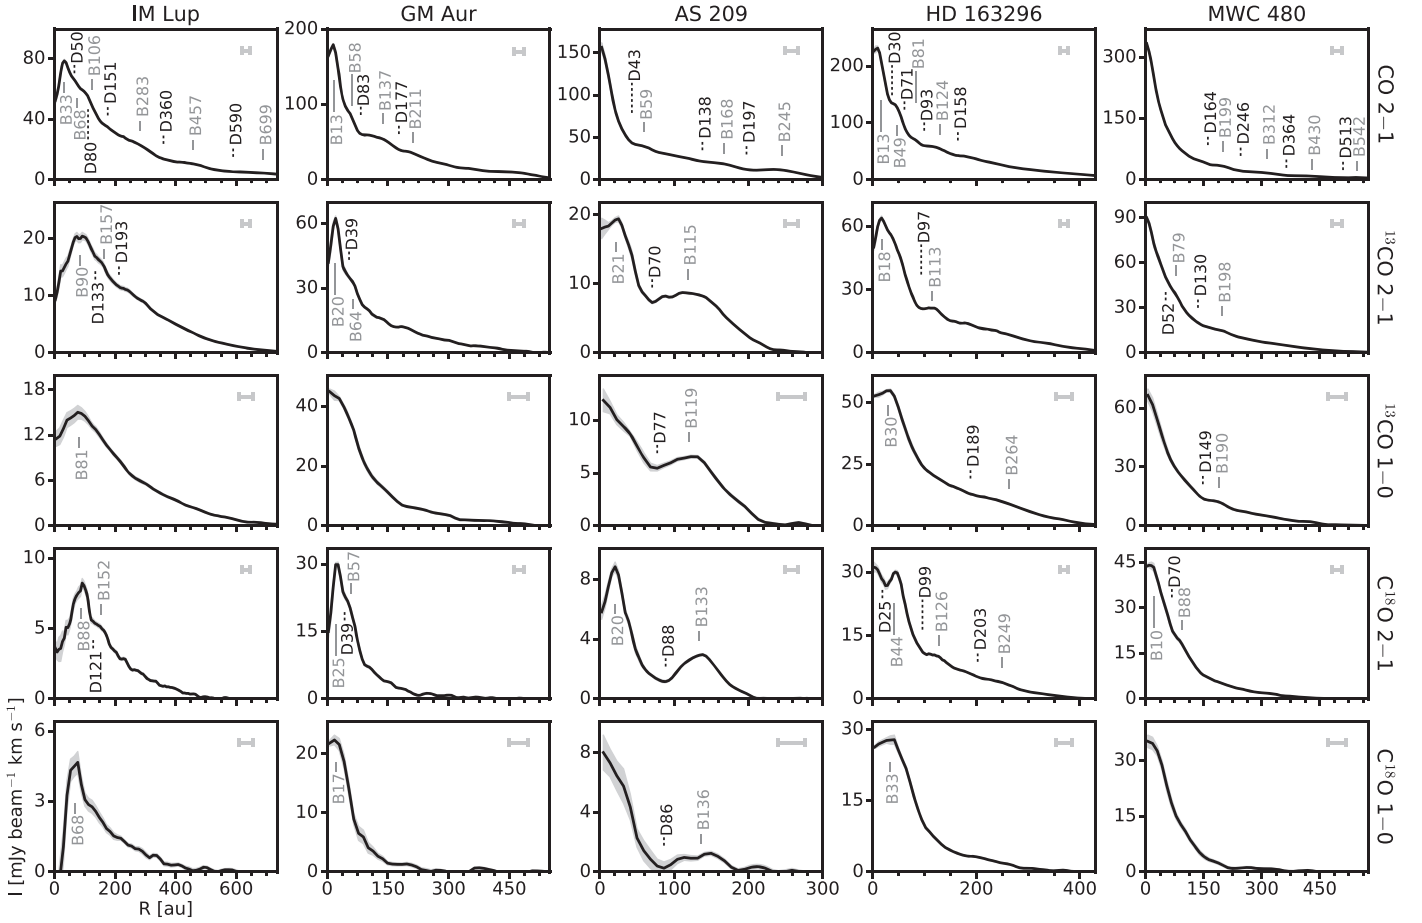 IM Lup GM Aur AS 209 HD 163296 MWC 480
80 40 0 B33 D50 B68 D80 B106 D151 B283 D360 B457 D590 B699
200 100 0 B13 B58 D83 B137 D177 B211
150 100 50 0 D43 B59 D138 B168 D197 B245
200 100 0 B13 D30 B49 D71 B81 D93 B124 D158
300 150 0 D164 B199 D246 B312 D364 B430 D513 B542
CO 2−1
20 10 0 B90 D133 B157 D193
60 30 0 B20 D39 B64
20 10 0 B21 D70 B115
60 30 0 B18 D97 B113
90 60 30 0 D52 B79 D130 B198
¹³CO 2−1
18 12 6 0 B81
40 20 0
10 5 0 D77 B119
50 25 0 B30 D189 B264
60 30 0 D149 B190
¹³CO 1−0
10 5 0 B88 D121 B152
30 15 0 B25 D39 B57
8 4 0 B20 D88 B133
30 15 0 D25 B44 D99 B126 D203 B249
45 30 15 0 B10 D70 B88
C¹⁸O 2−1
6 3 0 B68
20 10 0 B17
8 4 0 D86 B136
30 15 0 B33
30 15 0
C¹⁸O 1−0
I [mJy beam⁻¹ km s⁻¹]
0 200 400 600
0 150 300 450
0 100 200 300
0 200 400
0 150 300 450
R [au]